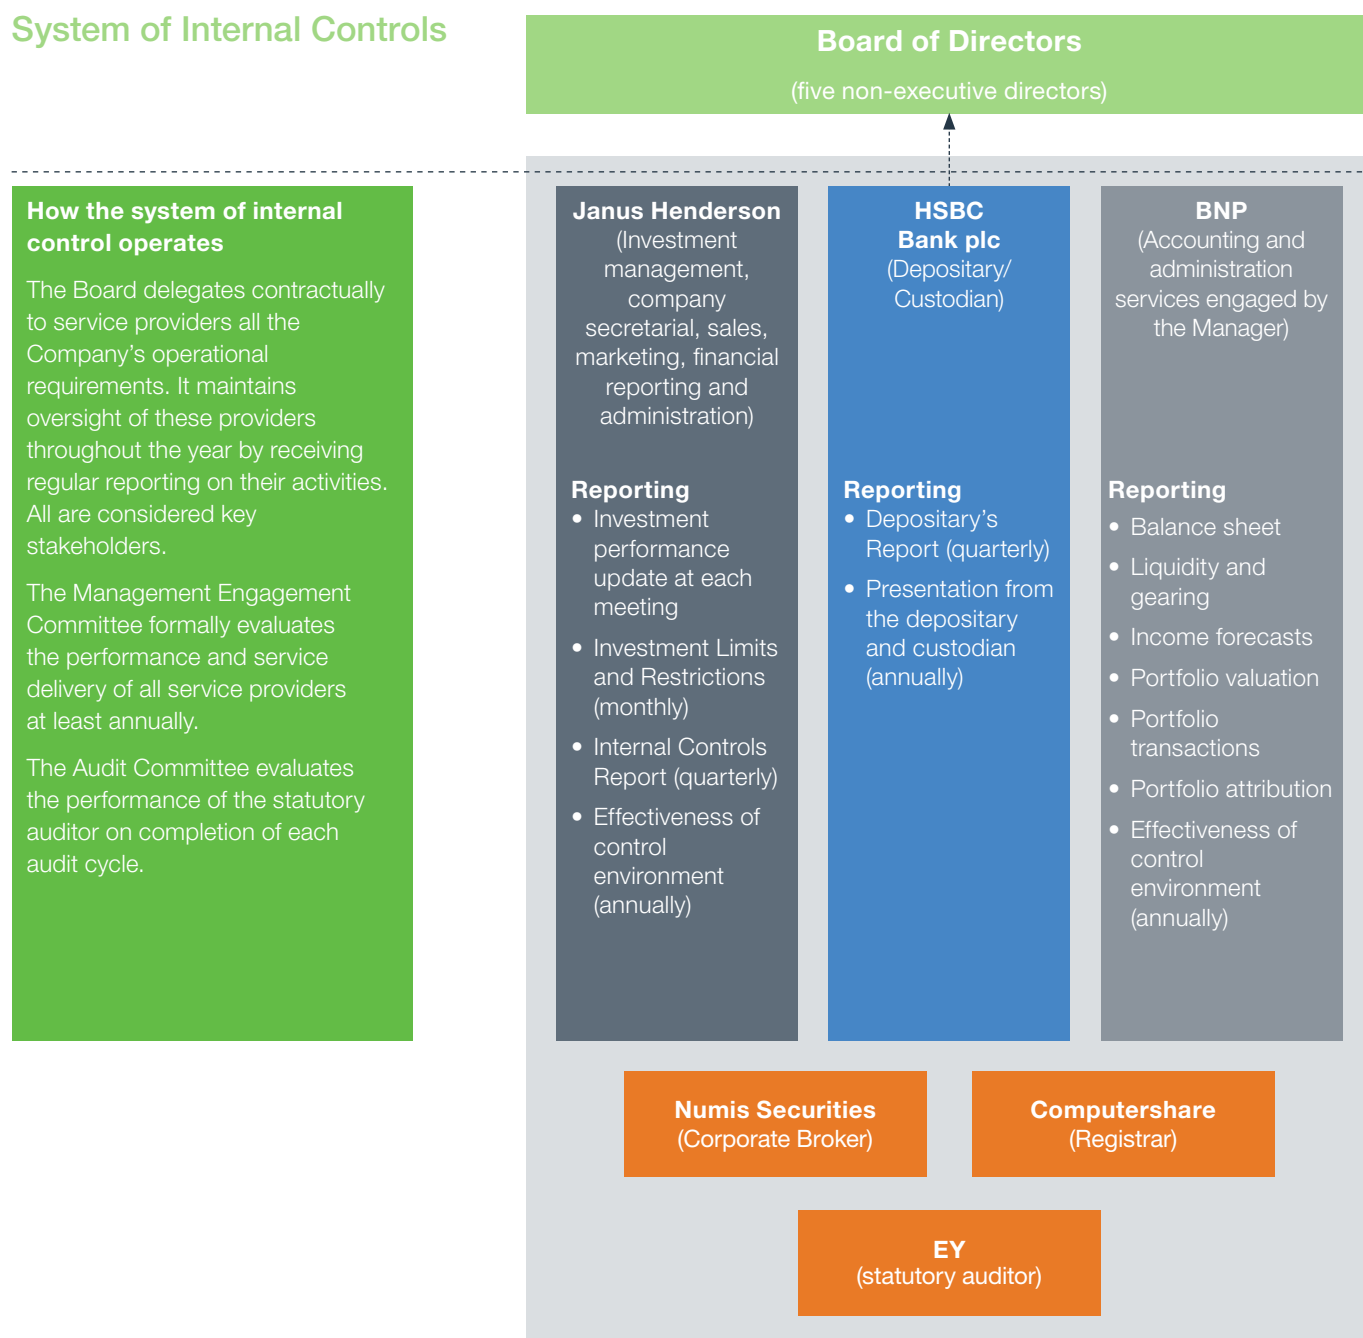 System of Internal Controls
Board of Directors
(five non-executive directors)
How the system of internal
control operates
The Board delegates contractually
to service providers all the
Company's operational
requirements. It maintains
oversight of these providers
throughout the year by receiving
regular reporting on their activities.
All are considered key
stakeholders.
The Management Engagement
Committee formally evaluates
the performance and service
delivery of all service providers
at least annually.
The Audit Committee evaluates
the performance of the statutory
auditor on completion of each
audit cycle.
Janus Henderson
(Investment
management,
company
secretarial, sales,
marketing, financial
reporting and
administration)
Reporting
• Investment
performance
update at each
meeting
• Investment Limits
and Restrictions
(monthly)
• Internal Controls
Report (quarterly)
• Effectiveness of
control
environment
(annually)
HSBC
Bank plc
(Depositary/
Custodian)
Reporting
• Depositary's
Report (quarterly)
• Presentation from
the depositary
and custodian
(annually)
BNP
(Accounting and
administration
services engaged by
the Manager)
Reporting
• Balance sheet
• Liquidity and
gearing
• Income forecasts
• Portfolio valuation
• Portfolio
transactions
• Portfolio attribution
• Effectiveness of
control
environment
(annually)
Numis Securities
(Corporate Broker)
Computershare
(Registrar)
EY
(statutory auditor)